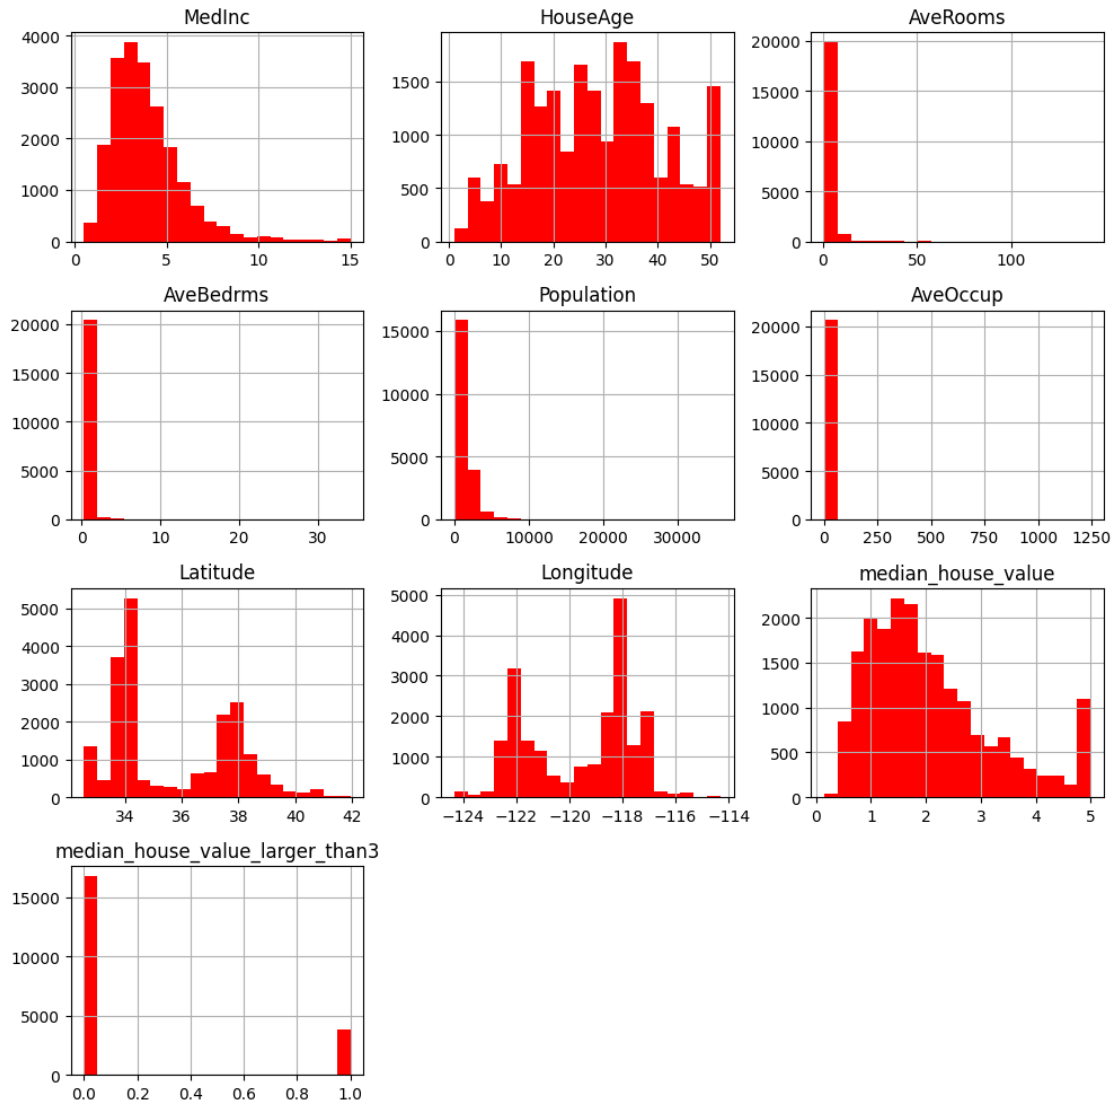 MedInc
HouseAge
AveRooms
4000
3000
2000
1000
0
0 5 10 15
1500
1000
500
0
0 10 20 30 40 50
20000
15000
10000
5000
0
0 50 100
AveBedrms
Population
AveOccup
20000
15000
10000
5000
0
0 10 20 30
15000
10000
5000
0
0 10000 20000 30000
20000
15000
10000
5000
0
0 250 500 750 1000 1250
Latitude
Longitude
median_house_value
5000
4000
3000
2000
1000
0
34 36 38 40 42
5000
4000
3000
2000
1000
0
−124 −122 −120 −118 −116 −114
2000
1500
1000
500
0
0 1 2 3 4 5
median_house_value_larger_than3
15000
10000
5000
0
0.0 0.2 0.4 0.6 0.8 1.0